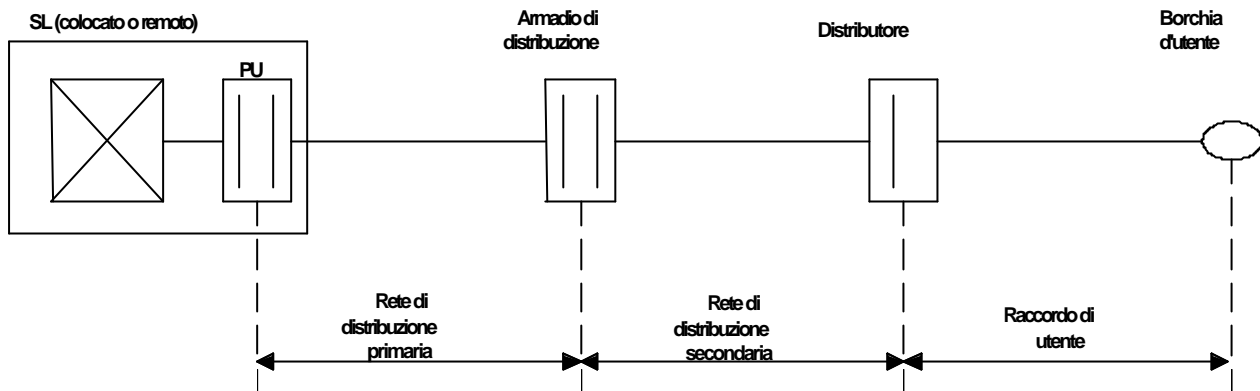 SL (colocato o remoto)
PU
Armadio di
distribuzione
Distributore
Borchia
d'utente
Rete di
distribuzione
primaria
Rete di
distribuzione
secondaria
Raccordo di
utente